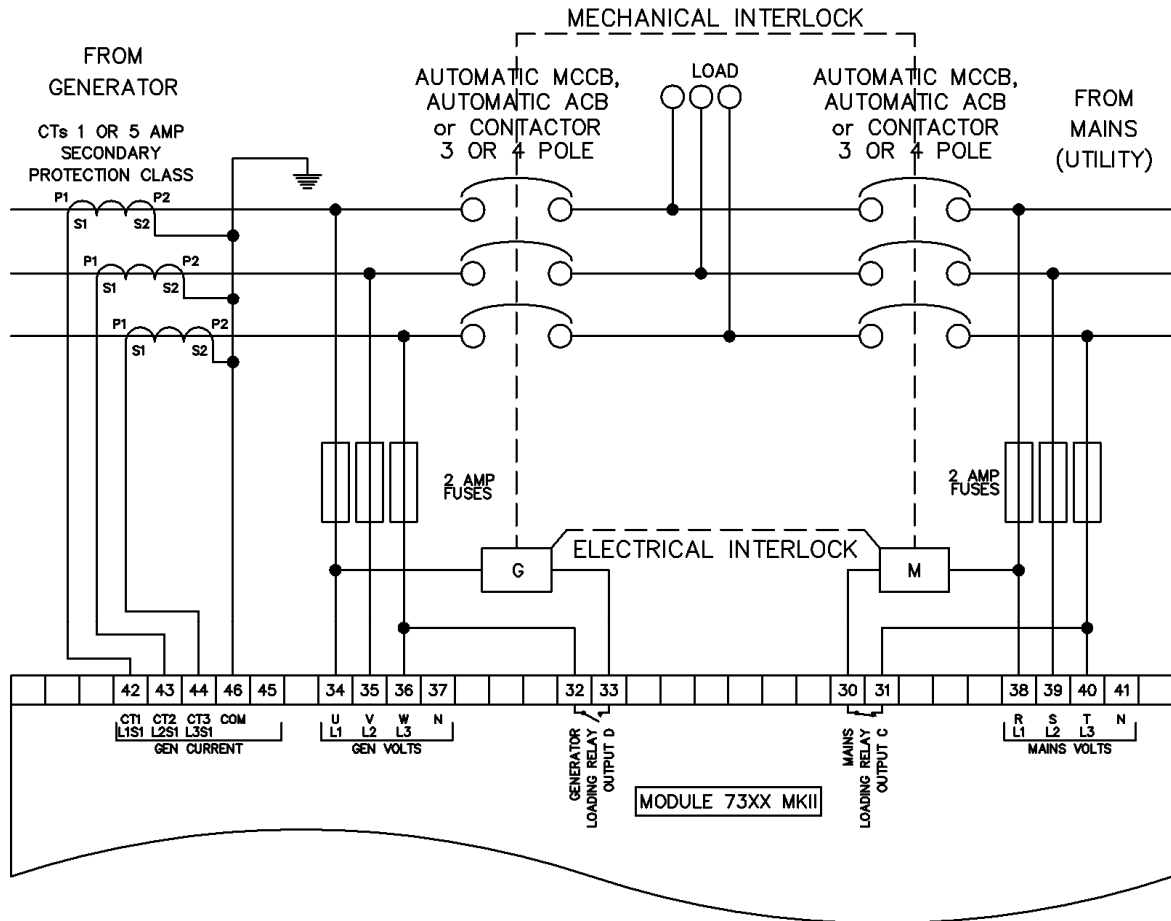 MECHANICAL INTERLOCK
FROM
GENERATOR
CTs 1 OR 5 AMP
SECONDARY
PROTECTION CLASS
AUTOMATIC MCCB,
AUTOMATIC ACB
or CONTACTOR
3 OR 4 POLE
LOAD
AUTOMATIC MCCB,
AUTOMATIC ACB
or CONTACTOR
3 OR 4 POLE
FROM
MAINS
(UTILITY)
P1 P2
S1 S2
P1 P2
S1 S2
P1 P2
S1 S2
2 AMP
FUSES
2 AMP
FUSES
ELECTRICAL INTERLOCK
G
M
42 43 44 46 45 34 35 36 37 32 33 30 31 38 39 40 41
CT1 CT2 CT3 COM
L1S1 L2S1 L3S1
GEN CURRENT
U V W N
L1 L2 L3
GEN VOLTS
GENERATOR
LOADING RELAY
OUTPUT D
MAINS
LOADING RELAY
OUTPUT C
R S T N
L1 L2 L3
MAINS VOLTS
MODULE 73XX MKII